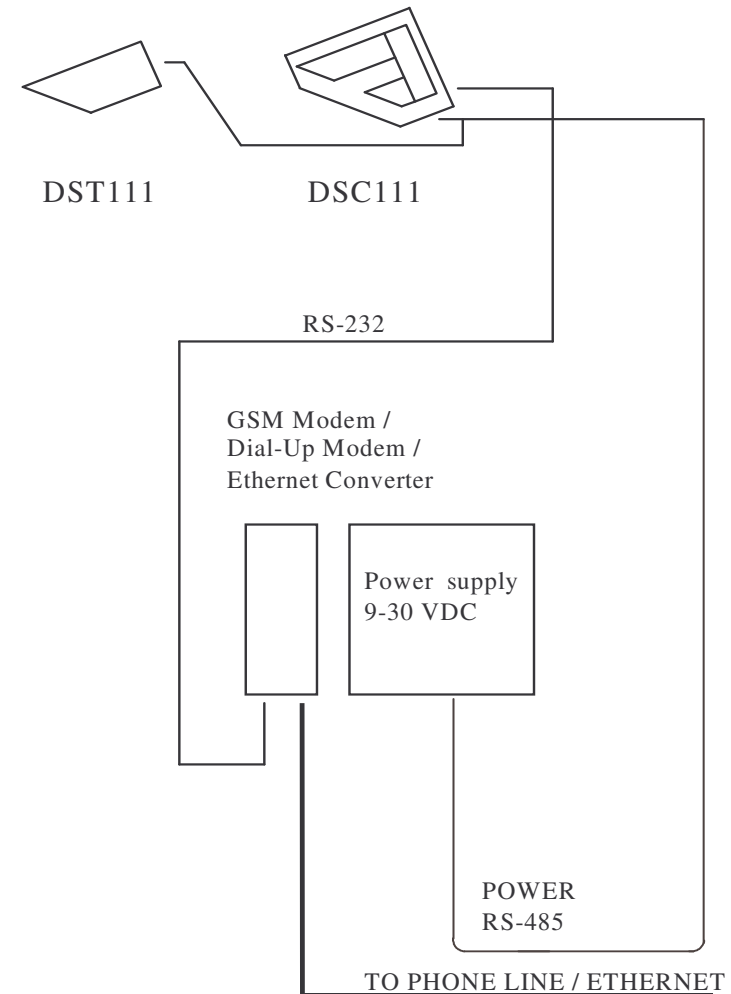 DST111
DSC111
RS-232
GSM Modem /
Dial-Up Modem /
Ethernet Converter
Power supply
9-30 VDC
POWER
RS-485
TO PHONE LINE / ETHERNET